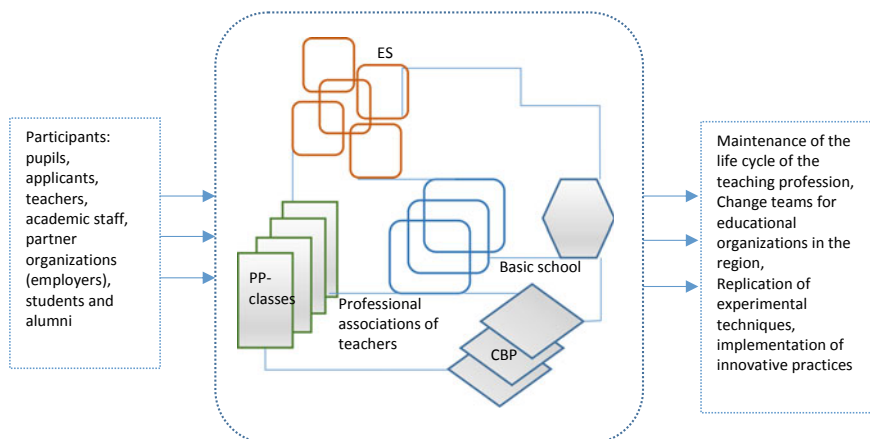 Participants:
pupils,
applicants,
teachers,
academic staff,
partner
organizations
(employers),
students and
alumni
ES
PP-
classes
Professional
associations of
teachers
Basic school
CBP
Maintenance of the
life cycle of the
teaching profession,
Change teams for
educational
organizations in the
region,
Replication of
experimental
techniques,
implementation of
innovative practices